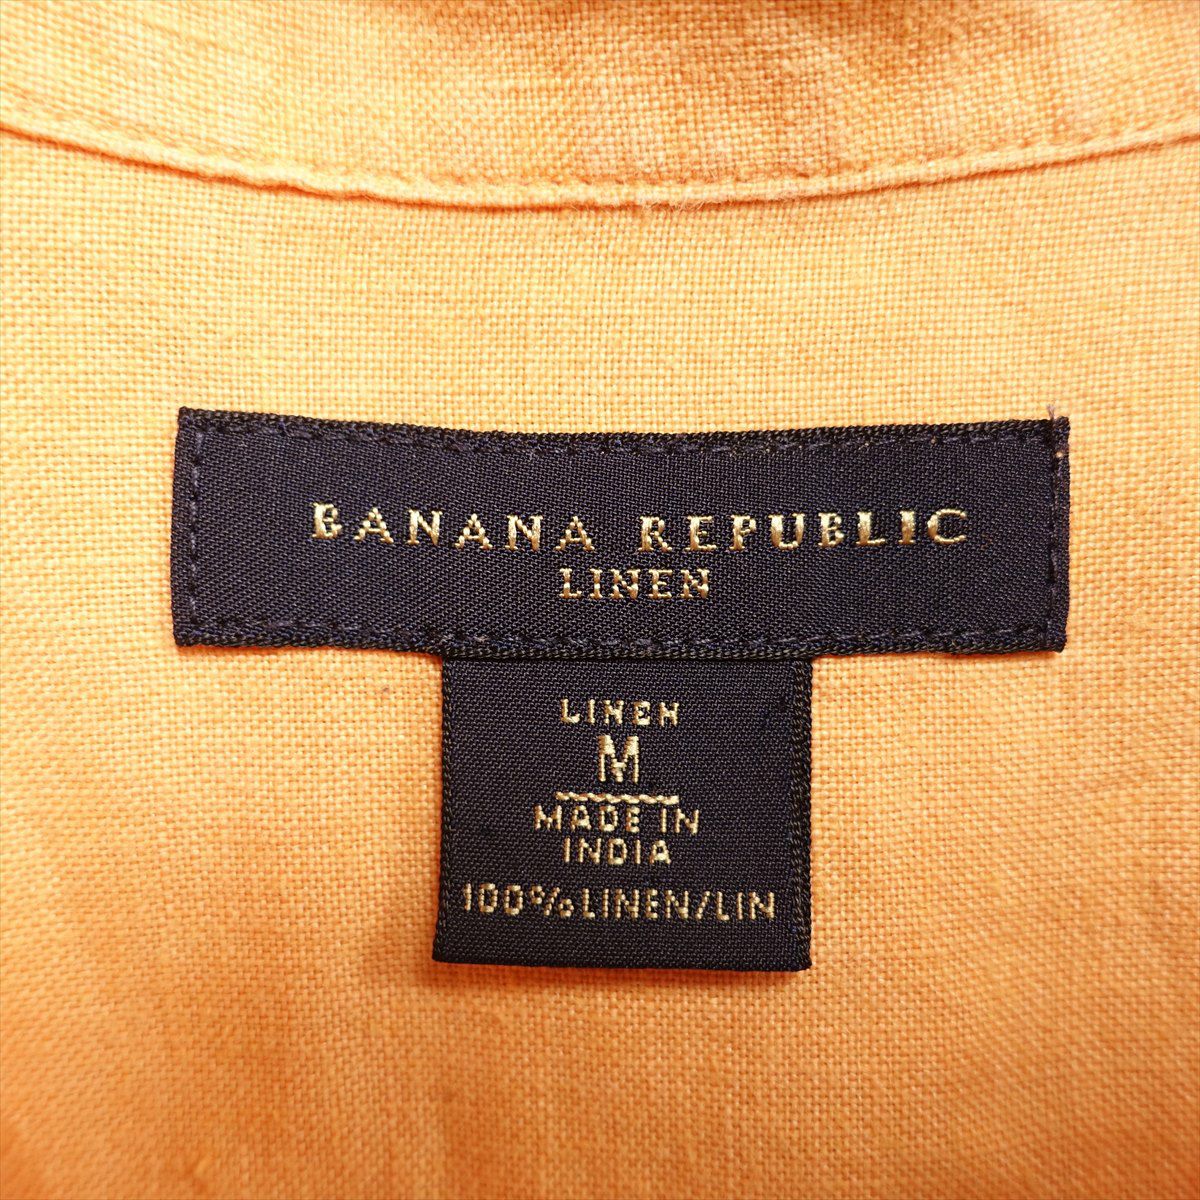 BANANA REPUBLIC
LINEN
LINEN
M
MADE IN
INDIA
100% LINEN/LIN